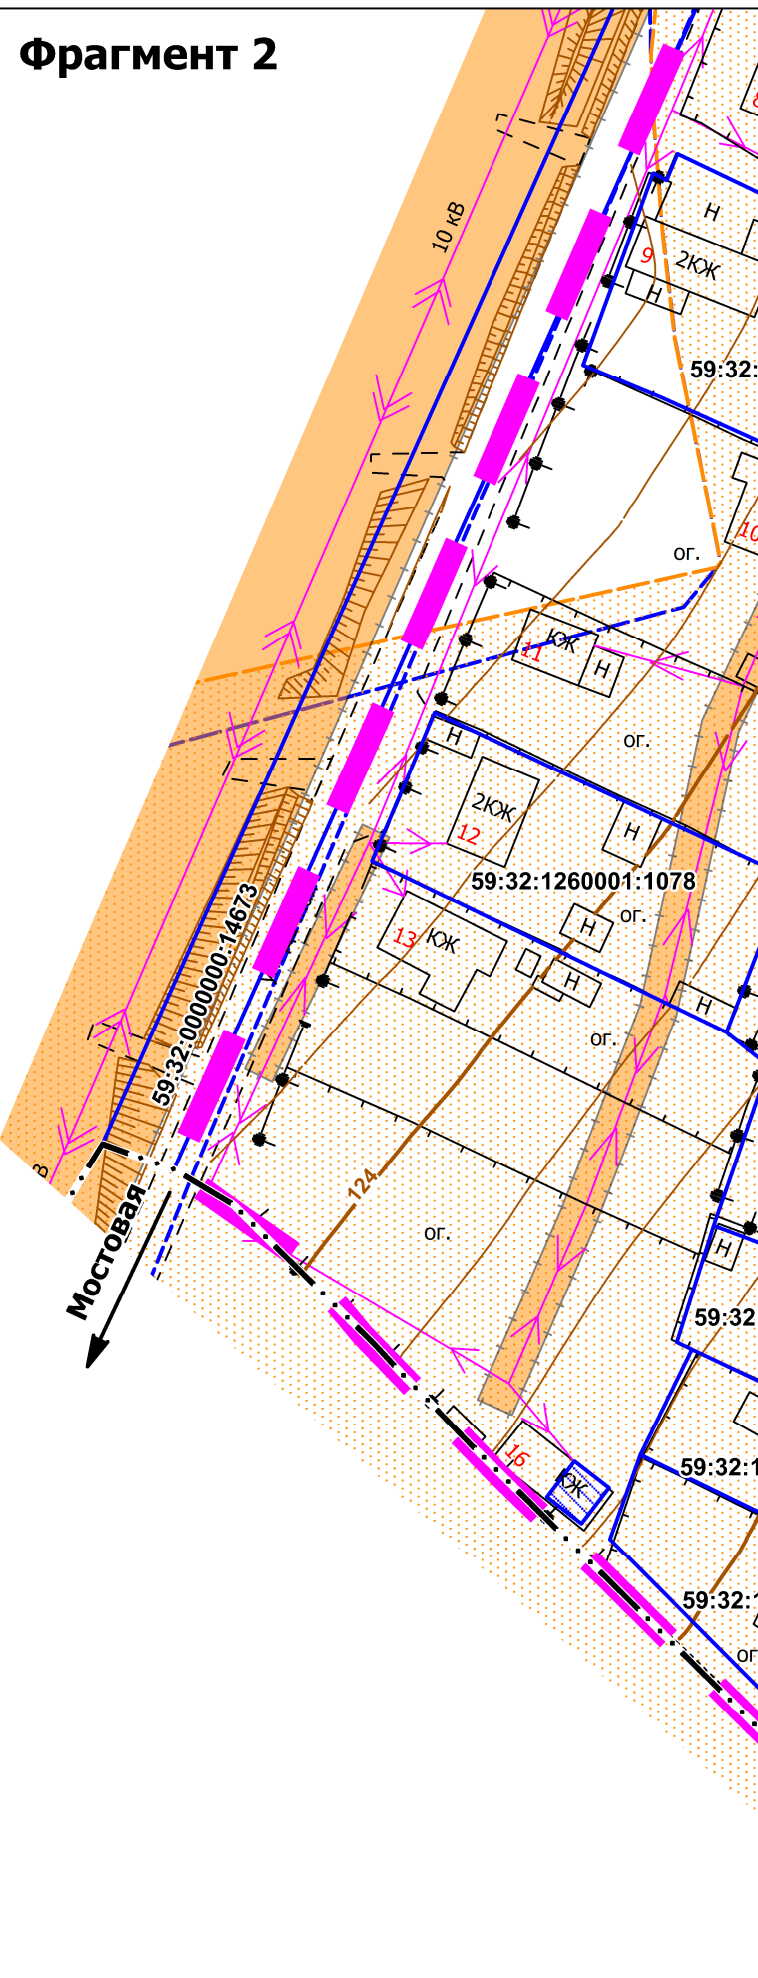 Фрагмент 2
10 кВ
Н
9
2КЖ
Н
59:32:
10
ог.
КЖ
11
Н
ог.
Н
2КЖ
12
Н
59:32:1260001:1078
ог.
Н
13
КЖ
Н
Н
59:32:0000000:14673
ог.
В
124
Мостовая
ог.
Н
59:32
16
КЖ
59:32:1
59:32:1
ог